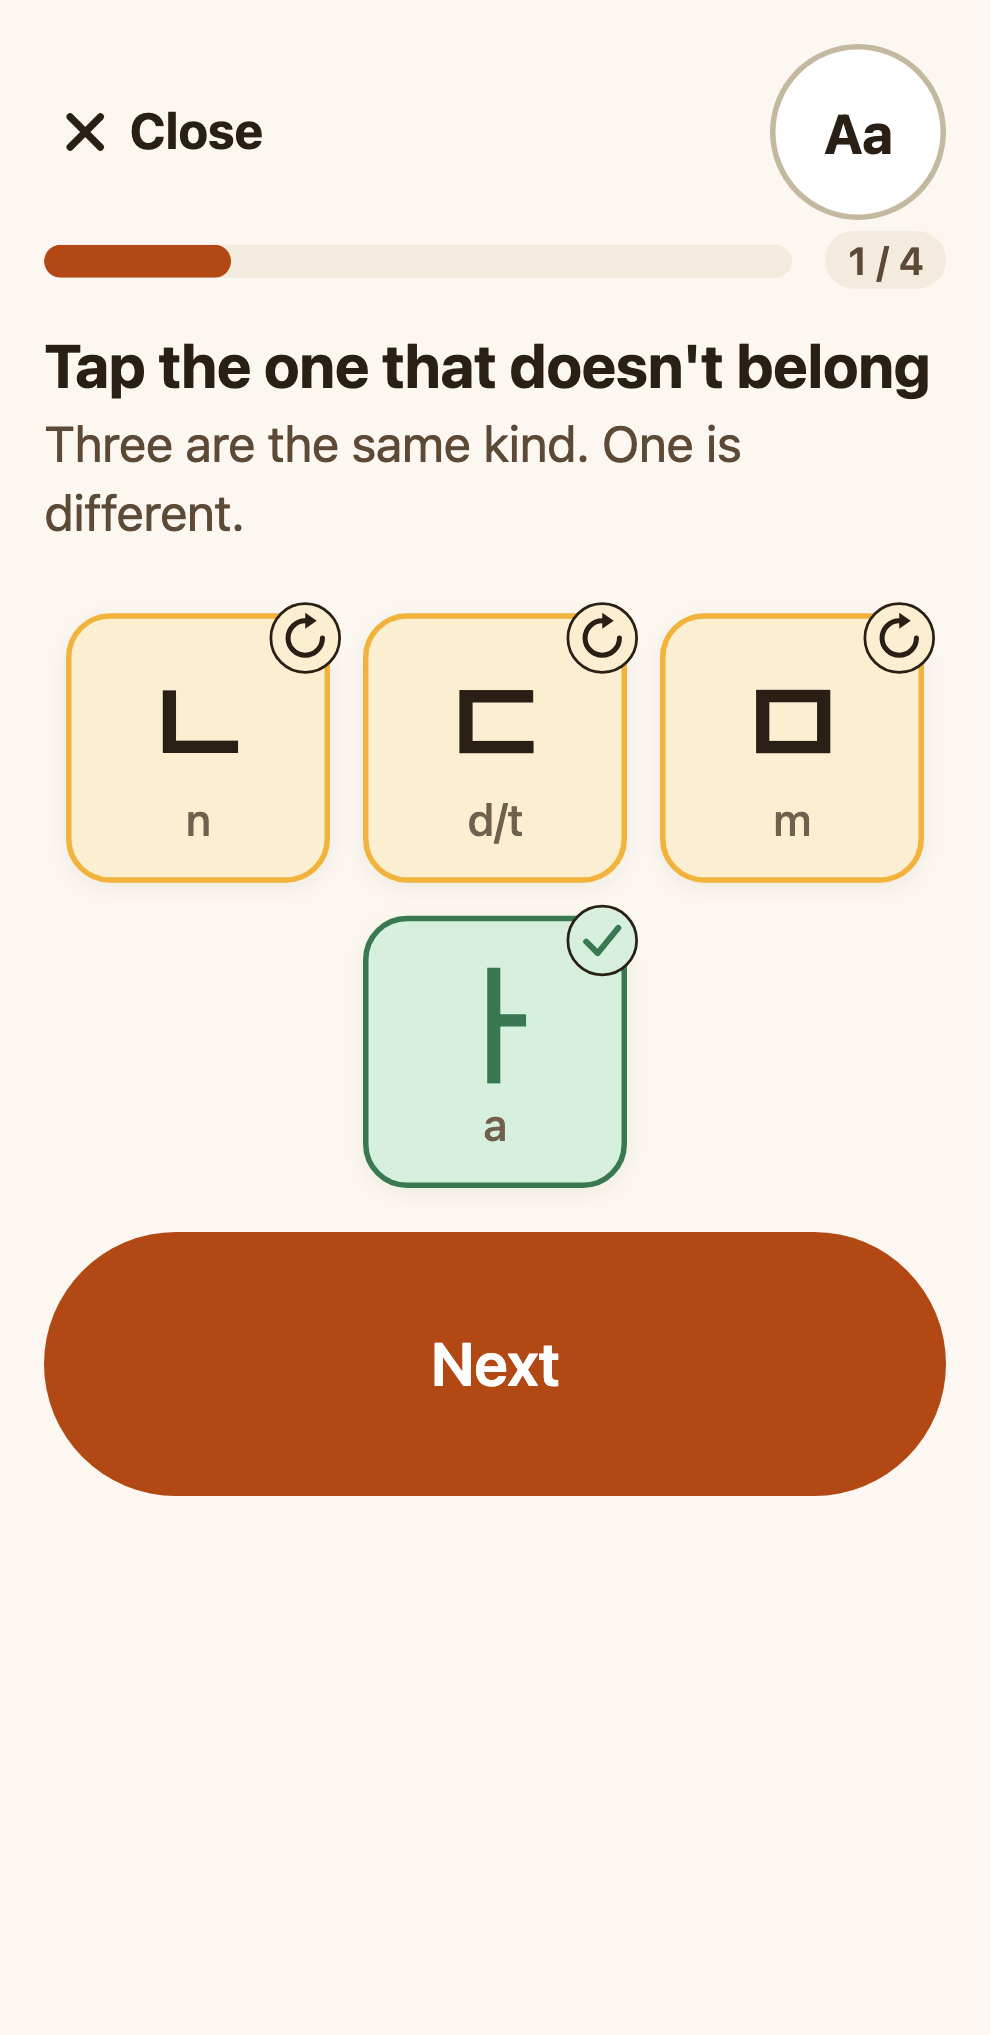 Close
Aa
1 / 4
Tap the one that doesn't belong
Three are the same kind. One is
different.
ㄴ ㄷ ㅁ
n d/t m
ㅏ
a
Next